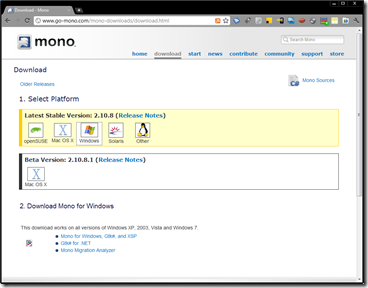 www.go-mono.com/mono-downloads/download.html
mono
Search Mono
home download start news contribute community support store
Download
Older Releases
Mono Sources
1. Select Platform
Latest Stable Version: 2.10.8 (Release Notes)
openSUSE Mac OS X Windows Solaris Other
Beta Version: 2.10.8.1 (Release Notes)
Mac OS X
2. Download Mono for Windows
This download works on all versions of Windows XP, 2003, Vista and Windows 7.
Mono for Windows, Gtk#, and XSP
Gtk# for .NET
Mono Migration Analyzer